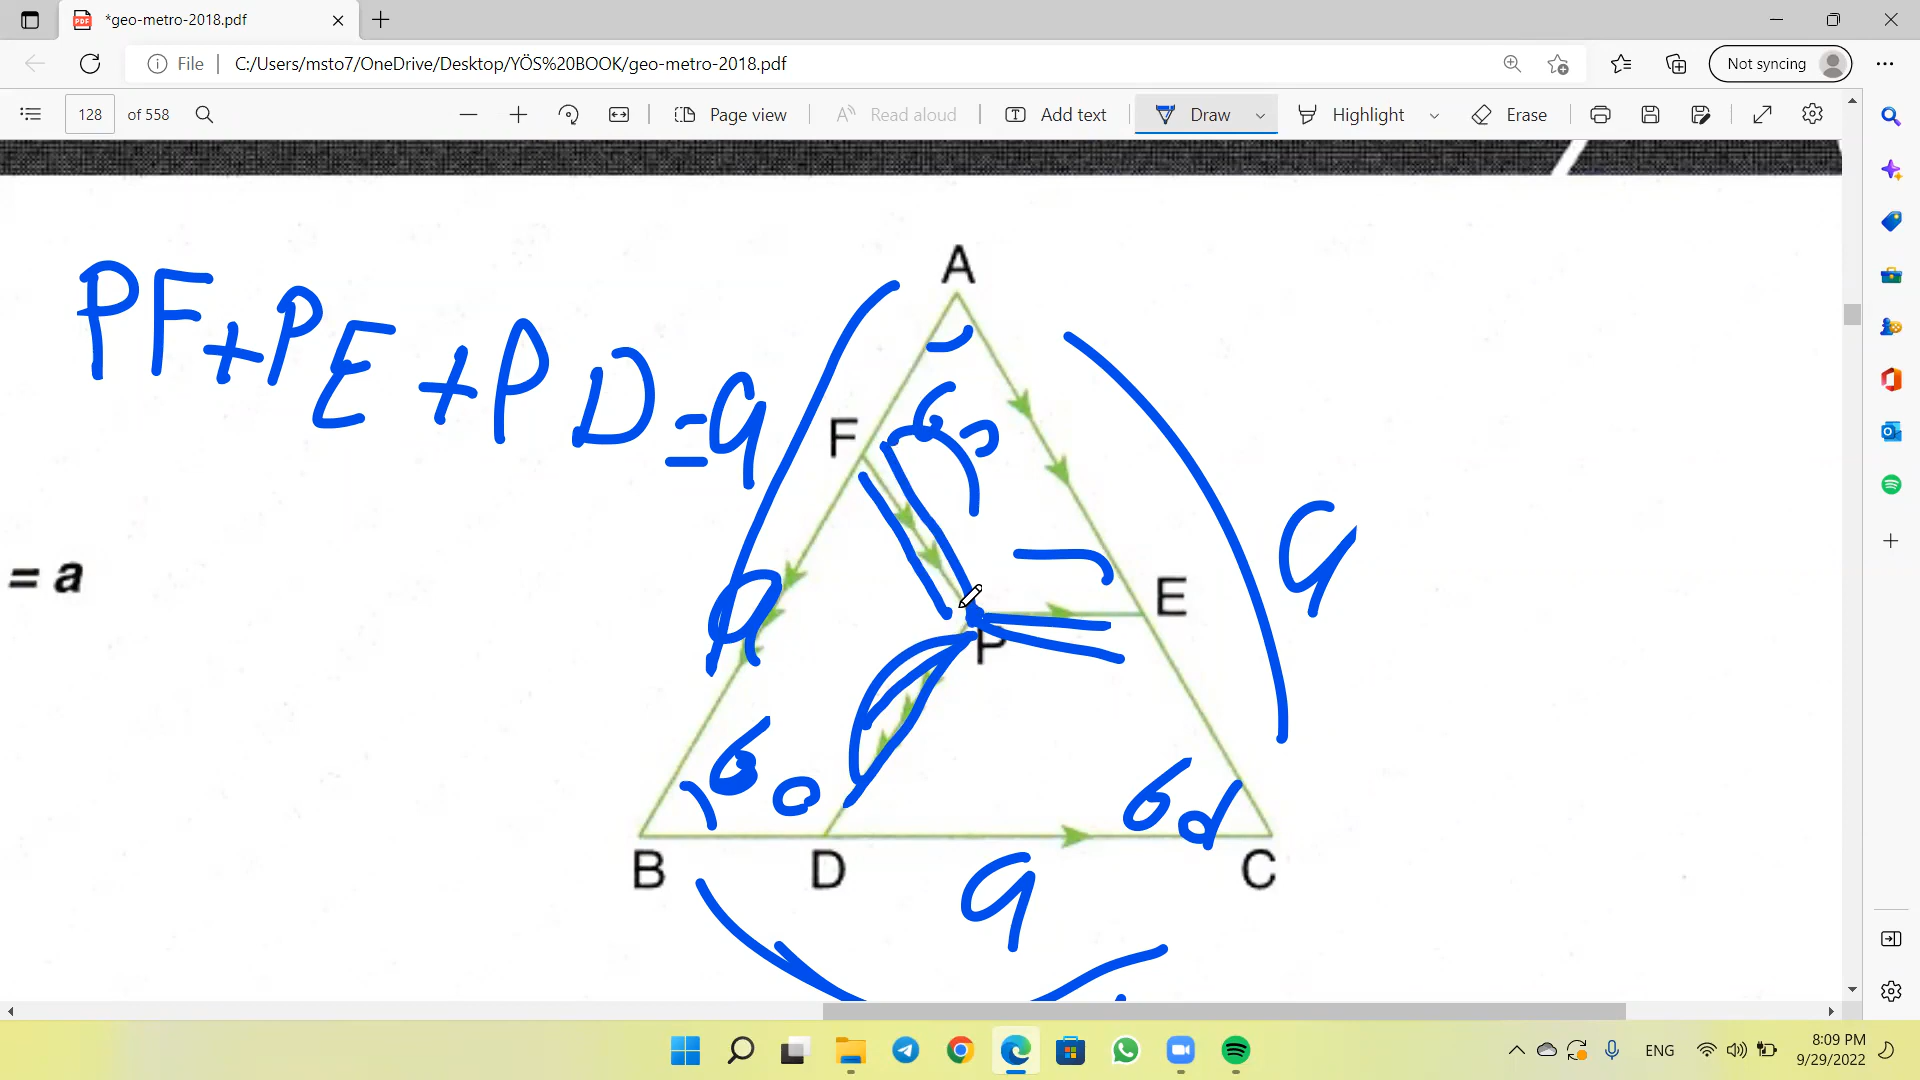 *geo-metro-2018.pdf
File
C:/Users/msto7/OneDrive/Desktop/YÖS%20BOOK/geo-metro-2018.pdf
Not syncing
128 of 558
Page view
Read aloud
Add text
Draw
Highlight
Erase
PF+PE+PD=a
A
60
F
a
= a
a
E
P
60
60
B
D
C
a
ENG
8:09 PM
9/29/2022